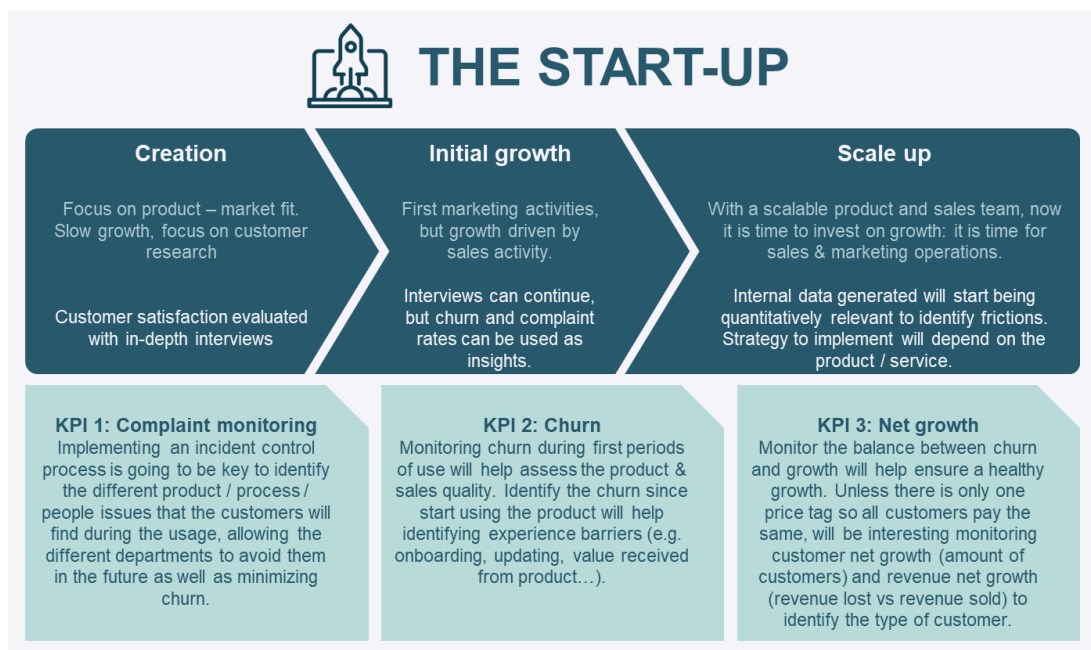 THE START-UP
Creation
Focus on product – market fit.
Slow growth, focus on customer
research
Customer satisfaction evaluated
with in-depth interviews
Initial growth
First marketing activities,
but growth driven by
sales activity.
Interviews can continue,
but churn and complaint
rates can be used as
insights.
Scale up
With a scalable product and sales team, now
it is time to invest on growth: it is time for
sales & marketing operations.
Internal data generated will start being
quantitatively relevant to identify frictions.
Strategy to implement will depend on the
product / service.
KPI 1: Complaint monitoring
Implementing an incident control
process is going to be key to identify
the different product / process /
people issues that the customers will
find during the usage, allowing the
different departments to avoid them
in the future as well as minimizing
churn.
KPI 2: Churn
Monitoring churn during first periods
of use will help assess the product &
sales quality. Identify the churn since
start using the product will help
identifying experience barriers (e.g.
onboarding, updating, value received
from product…).
KPI 3: Net growth
Monitor the balance between churn
and growth will help ensure a healthy
growth. Unless there is only one
price tag so all customers pay the
same, will be interesting monitoring
customer net growth (amount of
customers) and revenue net growth
(revenue lost vs revenue sold) to
identify the type of customer.